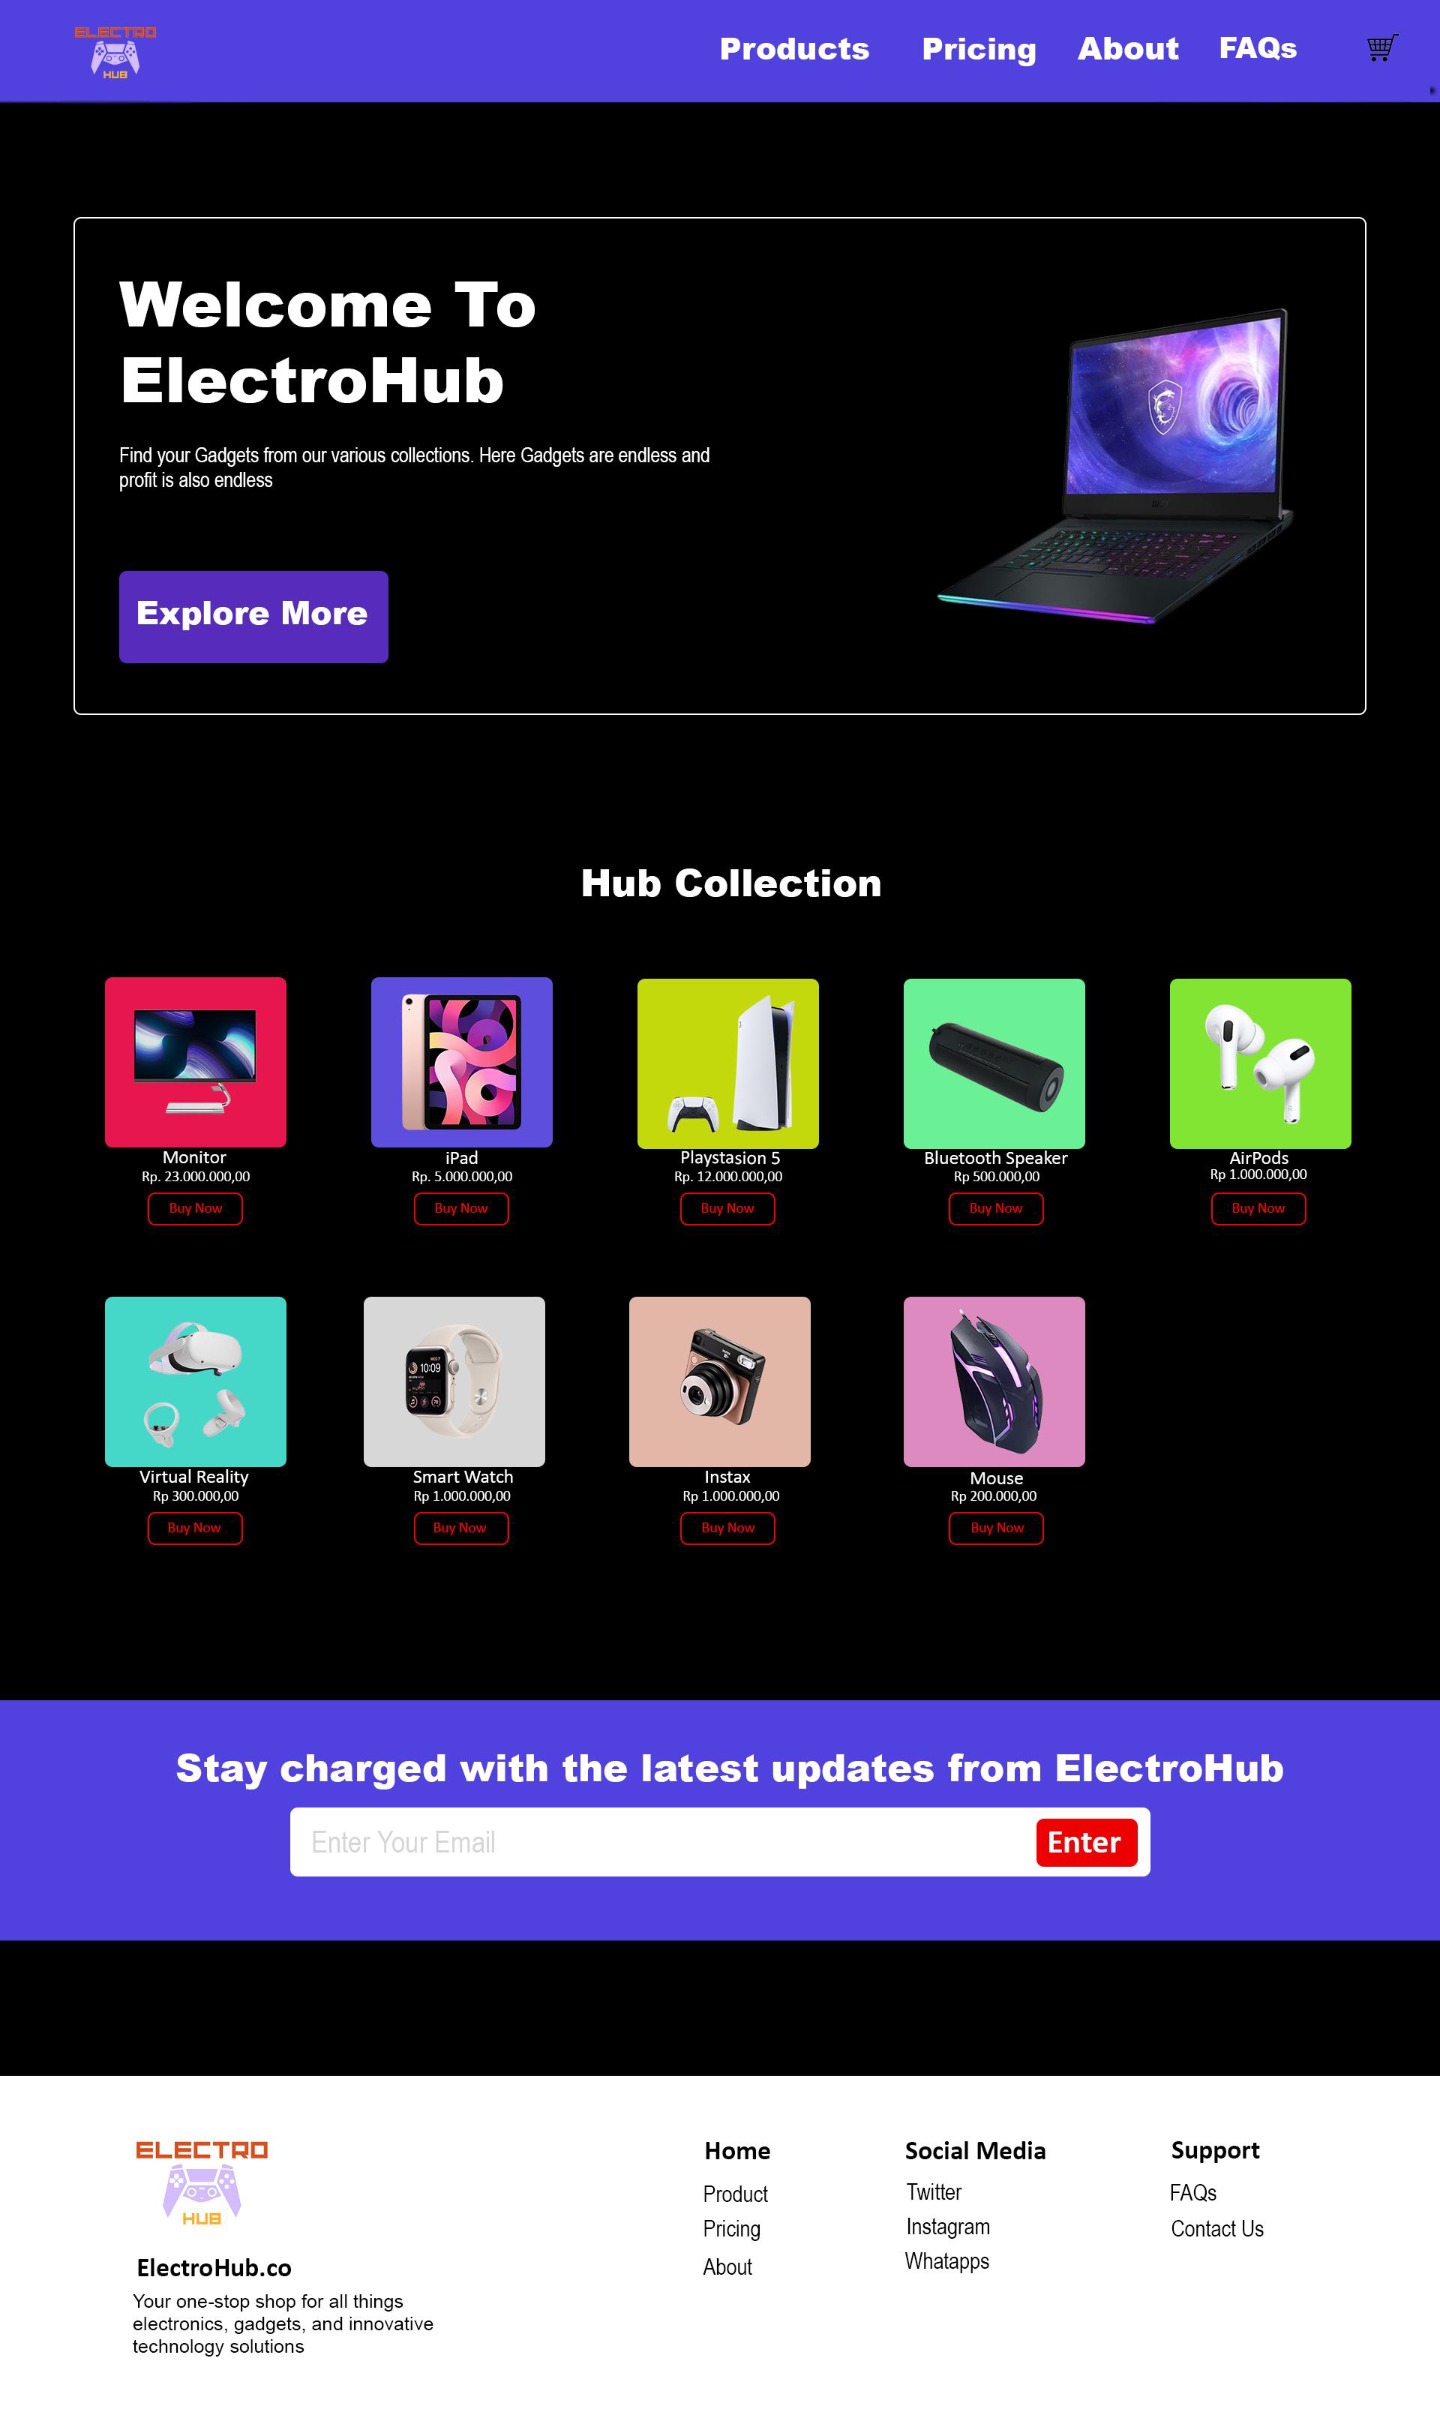 ELECTRO
HUB
Products
Pricing
About
FAQs
Welcome To
ElectroHub
Find your Gadgets from our various collections. Here Gadgets are endless and
profit is also endless
Explore More
Hub Collection
Monitor
Rp. 23.000.000,00
Buy Now
iPad
Rp. 5.000.000,00
Buy Now
Playstasion 5
Rp. 12.000.000,00
Buy Now
Bluetooth Speaker
Rp 500.000,00
Buy Now
AirPods
Rp 1.000.000,00
Buy Now
10:09
Virtual Reality
Rp 300.000,00
Buy Now
Smart Watch
Rp 1.000.000,00
Buy Now
Instax
Rp 1.000.000,00
Buy Now
Mouse
Rp 200.000,00
Buy Now
Stay charged with the latest updates from ElectroHub
Enter Your Email
Enter
ELECTRO
HUB
ElectroHub.co
Your one-stop shop for all things
electronics, gadgets, and innovative
technology solutions
Home
Product
Pricing
About
Social Media
Twitter
Instagram
Whatapps
Support
FAQs
Contact Us